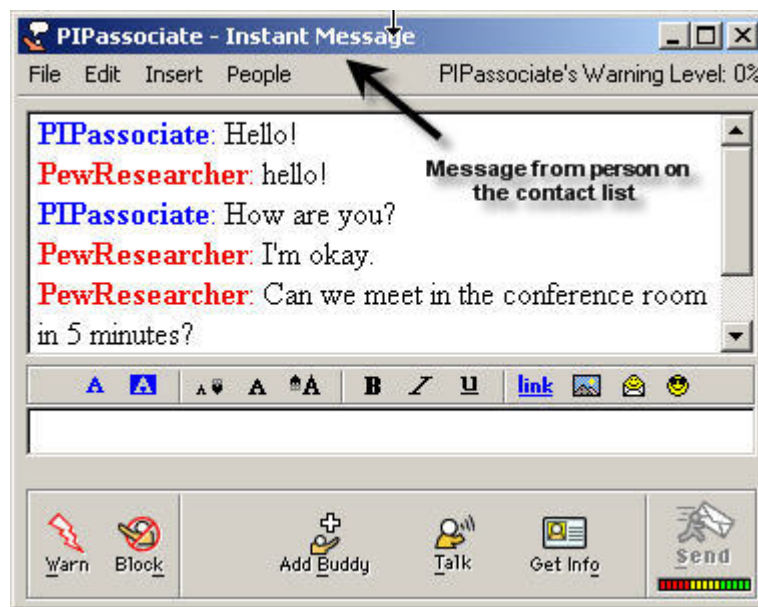 PIPassociate - Instant Message
File Edit Insert People PIPassociate's Warning Level: 0%
PIPassociate: Hello!
PewResearcher: hello!
Message from person on
the contact list
PIPassociate: How are you?
PewResearcher: I'm okay.
PewResearcher: Can we meet in the conference room
in 5 minutes?
A A A A A B I U link
Warn Block Add Buddy Talk Get Info Send